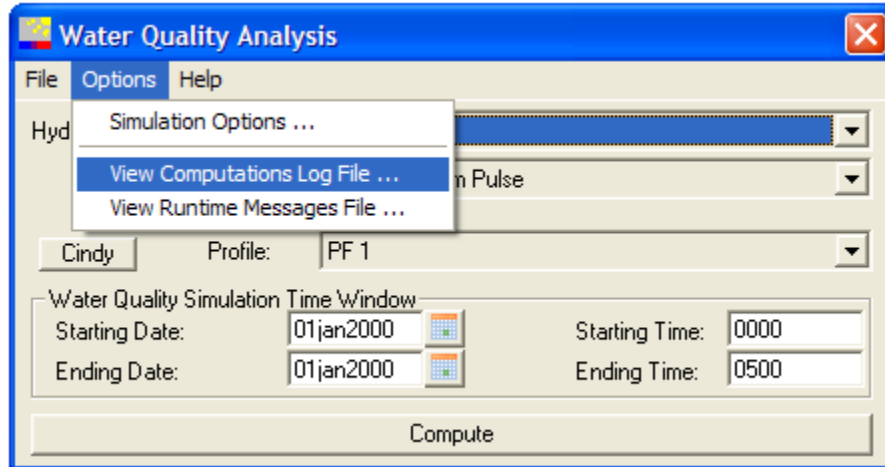 Water Quality Analysis
File Options Help
Simulation Options ...
Hyd
View Computations Log File ...
m Pulse
View Runtime Messages File ...
Cindy Profile: PF 1
Water Quality Simulation Time Window
Starting Date: 01jan2000 Starting Time: 0000
Ending Date: 01jan2000 Ending Time: 0500
Compute